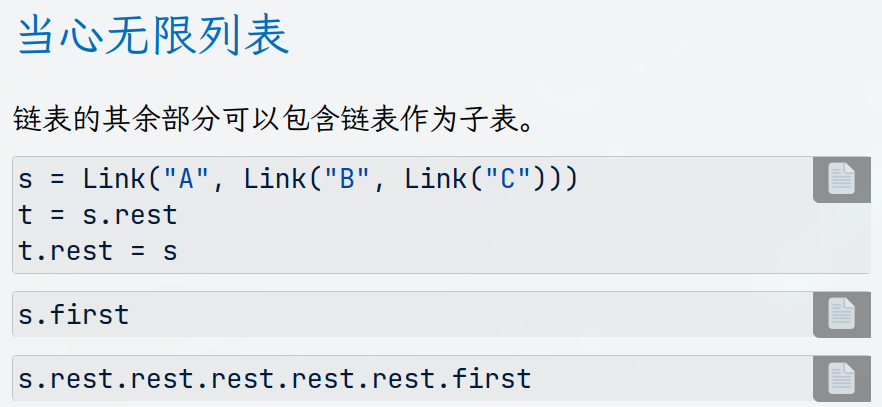 当心无限列表
链表的其余部分可以包含链表作为子表。
s = Link("A", Link("B", Link("C")))
t = s.rest
t.rest = s
s.first
s.rest.rest.rest.rest.rest.first